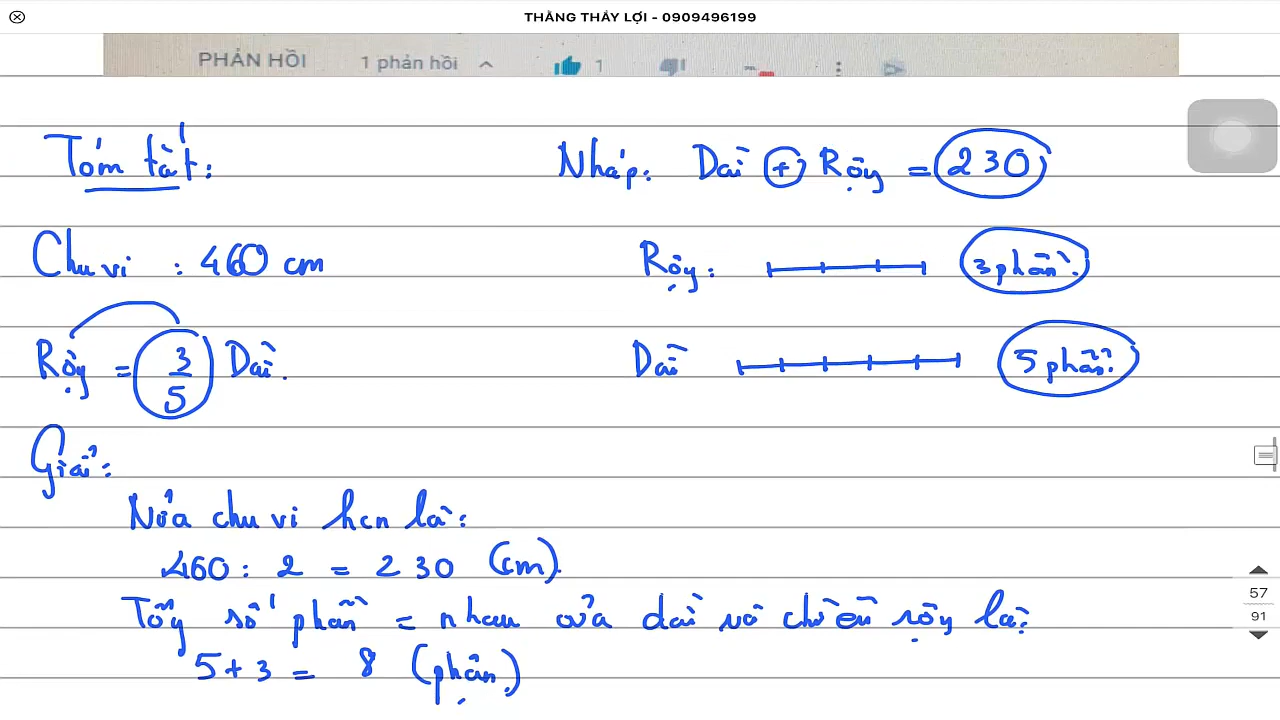 THẮNG THẦY LỢI - 0909496199
PHẢN HỒI 1 phản hồi 1
Tóm tắt:
Chu vi : 460 cm
Rộng = 3/5 Dài.
Nháp: Dài + Rộng = 230
Rộng: 3 phần.
Dài 5 phần.
Giải:
Nửa chu vi hcn là:
460 : 2 = 230 (cm).
Tổng số phần = nhau của dài và chiều rộng là:
5 + 3 = 8 (phần)
57
91